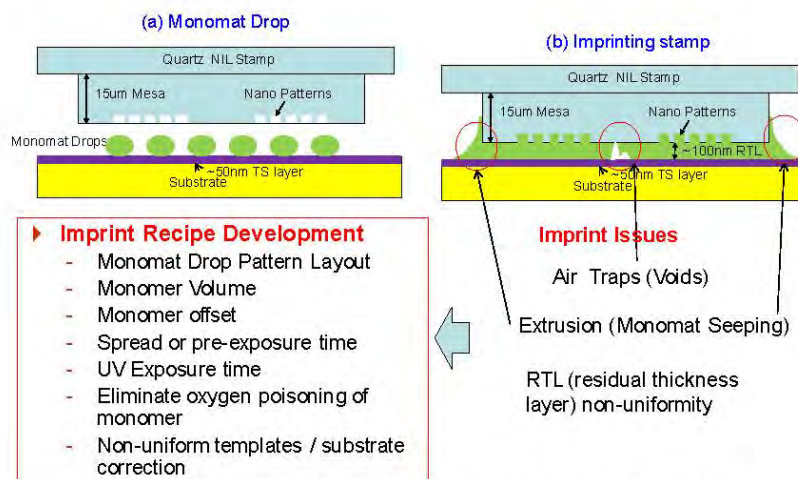 (a) Monomat Drop
Quartz NIL Stamp
15um Mesa
Nano Patterns
Monomat Drops
~50nm TS layer
Substrate
(b) Imprinting stamp
Quartz NIL Stamp
15um Mesa
Nano Patterns
~100nm RTL
~50nm TS layer
Substrate
Imprint Recipe Development
- Monomat Drop Pattern Layout
- Monomer Volume
- Monomer offset
- Spread or pre-exposure time
- UV Exposure time
- Eliminate oxygen poisoning of
monomer
- Non-uniform templates / substrate
correction
Imprint Issues
Air Traps (Voids)
Extrusion (Monomat Seeping)
RTL (residual thickness
layer) non-uniformity